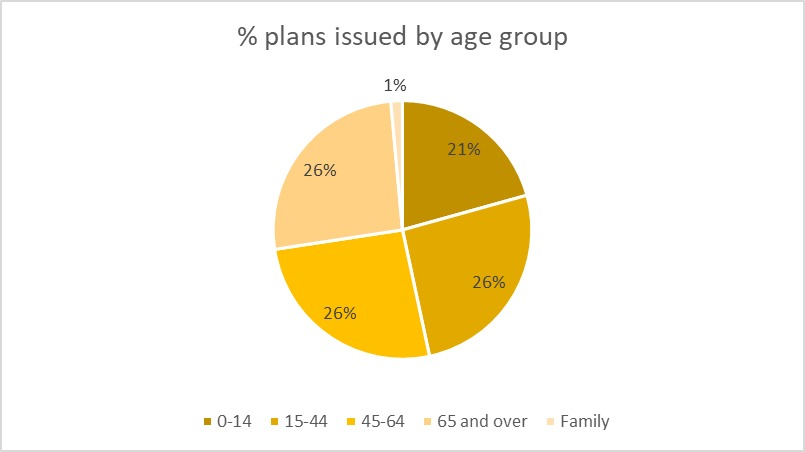 % plans issued by age group
1%
21%
26%
26%
26%
0-14 15-44 45-64 65 and over Family